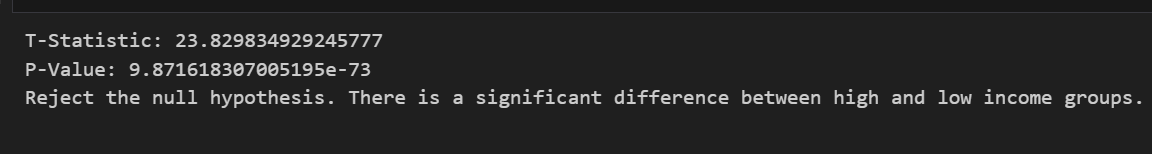 T-Statistic: 23.829834929245777
P-Value: 9.871618307005195e-73
Reject the null hypothesis. There is a significant difference between high and low income groups.